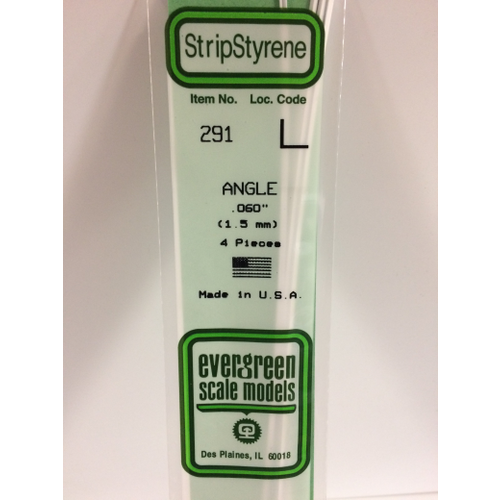 StripStyrene
Item No. Loc. Code
291 L
ANGLE
.060"
(1.5 mm)
4 Pieces
Made in U.S.A.
evergreen
scale models
Des Plaines, IL 60018